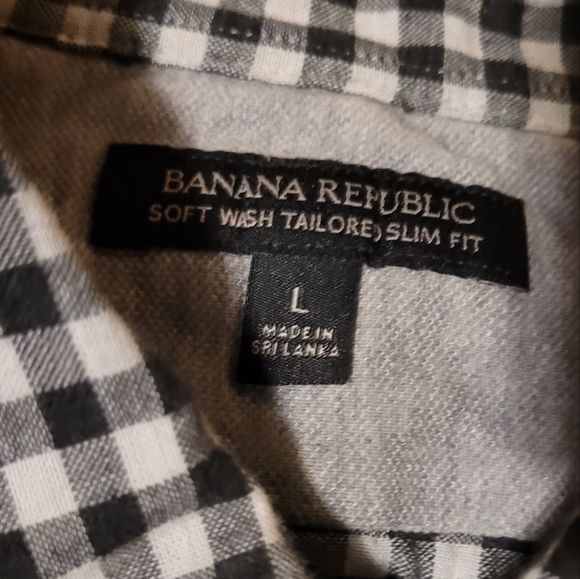 BANANA REPUBLIC
SOFT WASH TAILORED SLIM FIT
L
MADE IN
SRI LANKA